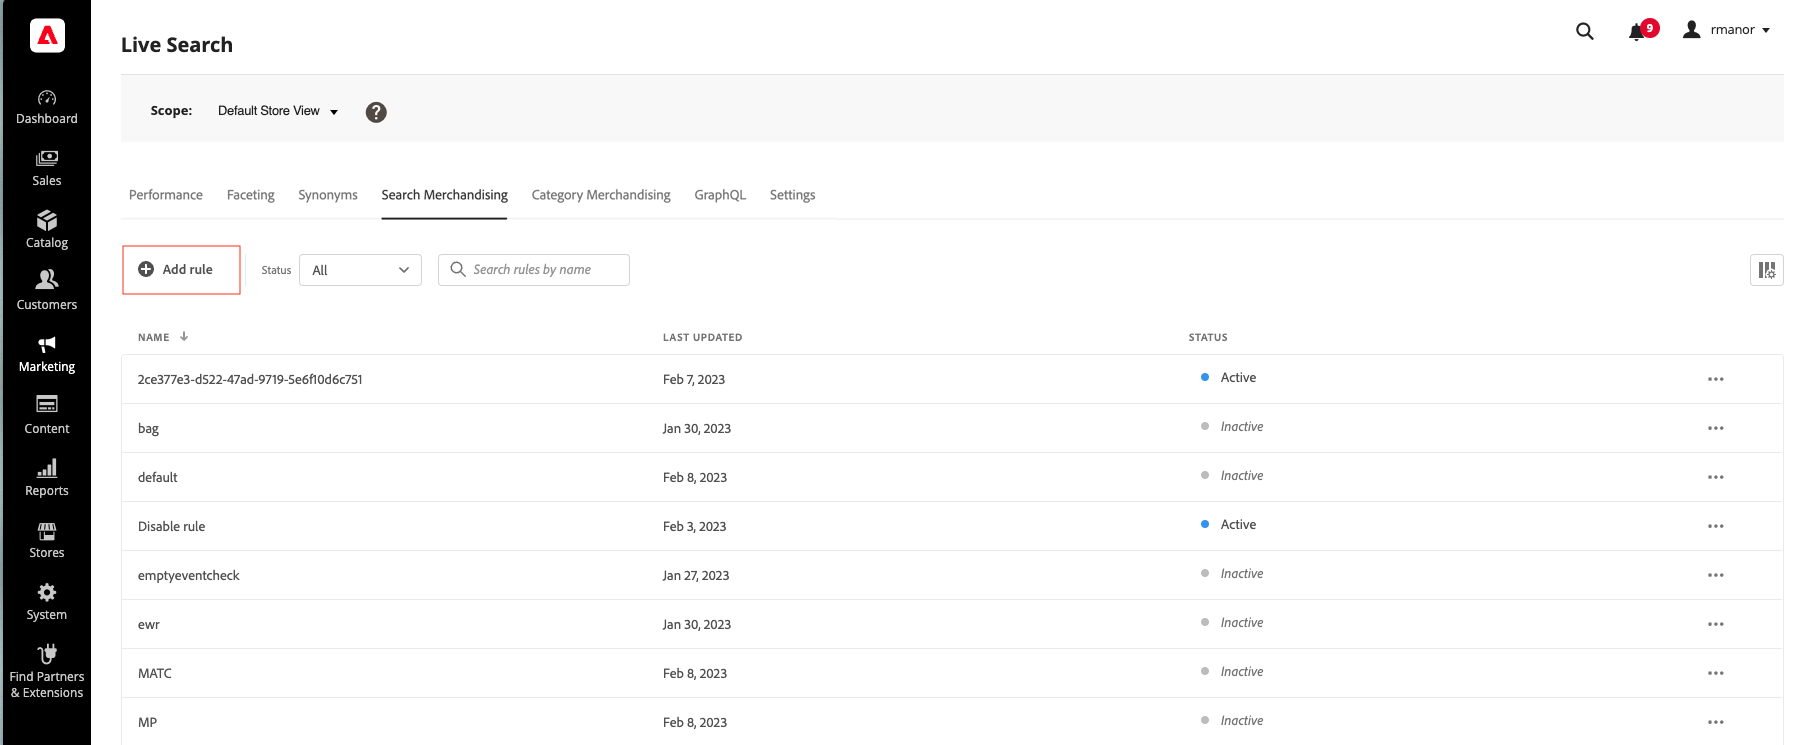 Live Search
9
rmanor
Scope: Default Store View ?
Dashboard
Sales
Catalog
Customers
Marketing
Content
Reports
Stores
System
Find Partners
& Extensions
Performance Faceting Synonyms Search Merchandising Category Merchandising GraphQL Settings
Add rule Status All Search rules by name
NAME LAST UPDATED STATUS
2ce377e3-d522-47ad-9719-5e6f10d6c751 Feb 7, 2023 Active
bag Jan 30, 2023 Inactive
default Feb 8, 2023 Inactive
Disable rule Feb 3, 2023 Active
emptyeventcheck Jan 27, 2023 Inactive
ewr Jan 30, 2023 Inactive
MATC Feb 8, 2023 Inactive
MP Feb 8, 2023 Inactive